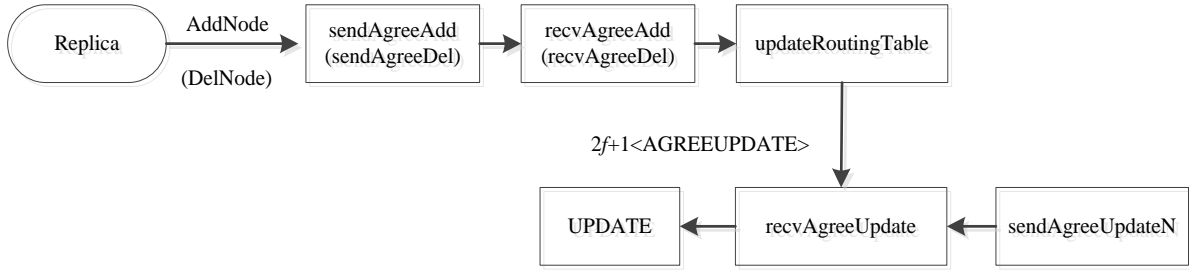 Replica
AddNode
(DelNode)
sendAgreeAdd
(sendAgreeDel)
recvAgreeAdd
(recvAgreeDel)
updateRoutingTable
2f+1<AGREEUPDATE>
UPDATE
recvAgreeUpdate
sendAgreeUpdateN